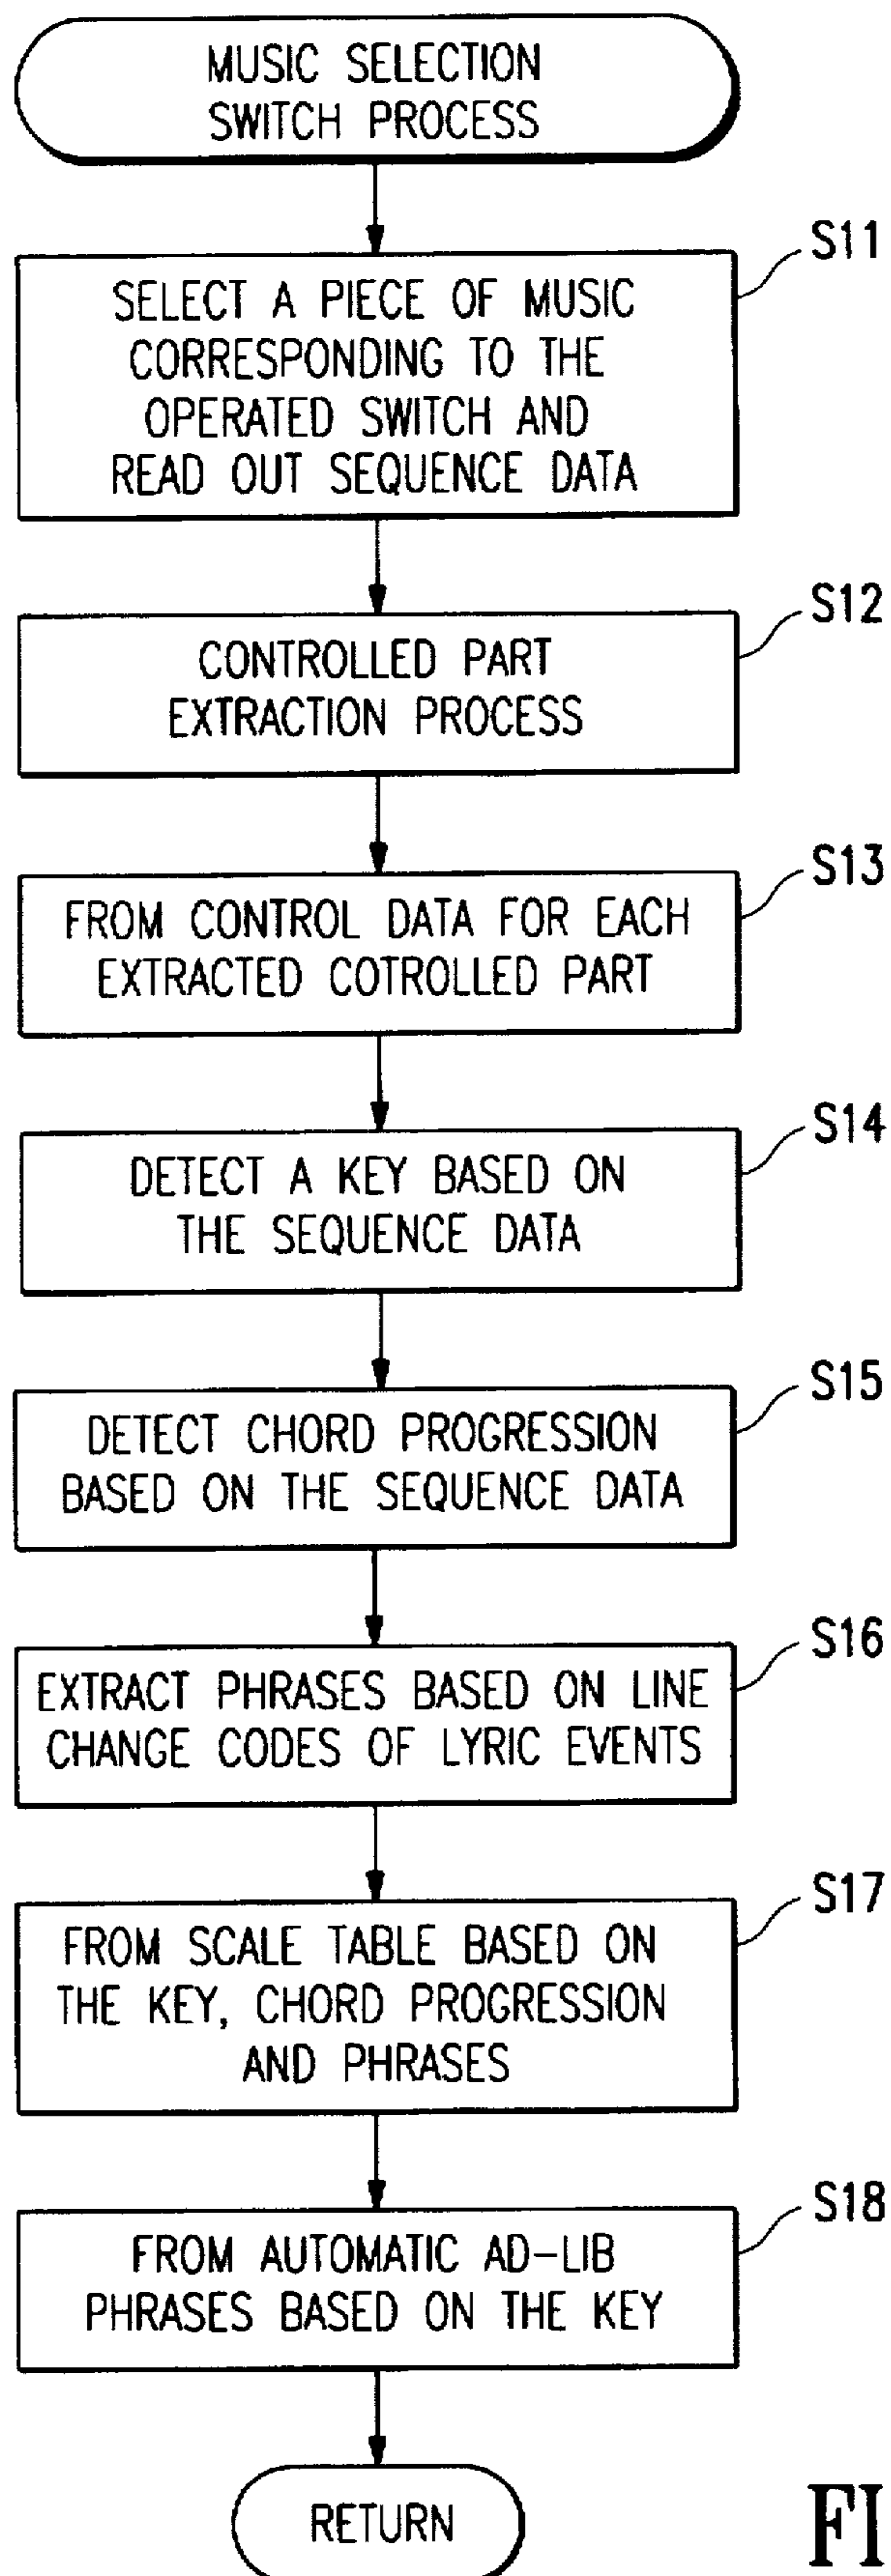 MUSIC SELECTION
SWITCH PROCESS
S11
SELECT A PIECE OF MUSIC
CORRESPONDING TO THE
OPERATED SWITCH AND
READ OUT SEQUENCE DATA
S12
CONTROLLED PART
EXTRACTION PROCESS
S13
FROM CONTROL DATA FOR EACH
EXTRACTED COTROLLED PART
S14
DETECT A KEY BASED ON
THE SEQUENCE DATA
S15
DETECT CHORD PROGRESSION
BASED ON THE SEQUENCE DATA
S16
EXTRACT PHRASES BASED ON LINE
CHANGE CODES OF LYRIC EVENTS
S17
FROM SCALE TABLE BASED ON
THE KEY, CHORD PROGRESSION
AND PHRASES
S18
FROM AUTOMATIC AD-LIB
PHRASES BASED ON THE KEY
RETURN
FI